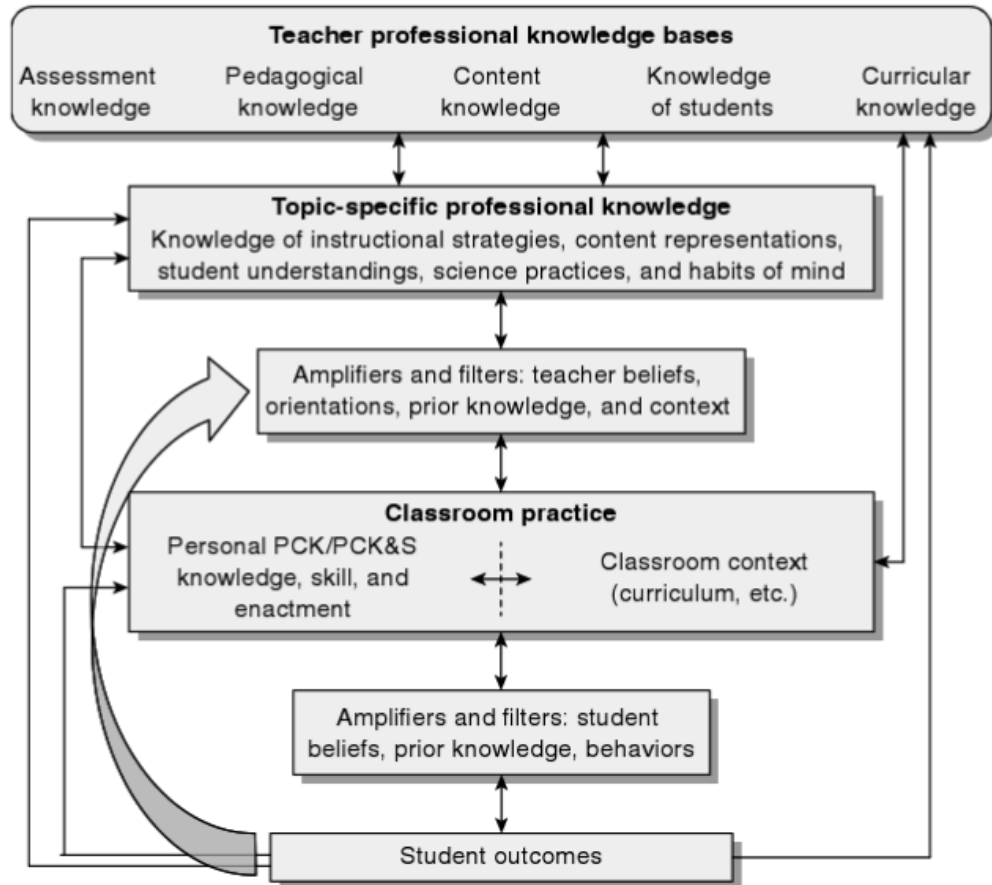 Teacher professional knowledge bases
Assessment knowledge
Pedagogical knowledge
Content knowledge
Knowledge of students
Curricular knowledge
Topic-specific professional knowledge
Knowledge of instructional strategies, content representations,
student understandings, science practices, and habits of mind
Amplifiers and filters: teacher beliefs,
orientations, prior knowledge, and context
Classroom practice
Personal PCK/PCK&S
knowledge, skill, and
enactment
Classroom context
(curriculum, etc.)
Amplifiers and filters: student
beliefs, prior knowledge, behaviors
Student outcomes